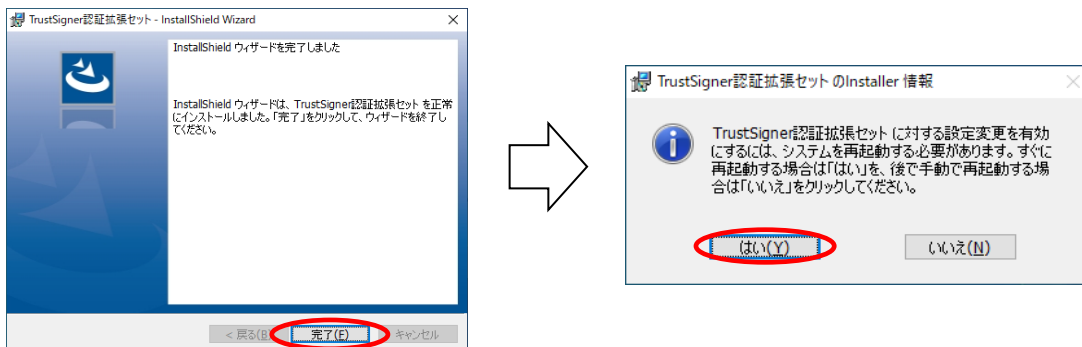 TrustSigner認証拡張セット - InstallShield Wizard
InstallShield ウィザードを完了しました
InstallShield ウィザードは、TrustSigner認証拡張セット を正常
にインストールしました。「完了」をクリックして、ウィザードを終了し
てください。
< 戻る(B)
完了(F)
キャンセル
TrustSigner認証拡張セット のInstaller 情報
TrustSigner認証拡張セット に対する設定変更を有効
にするには、システムを再起動する必要があります。すぐに
再起動する場合は「はい」を、後で手動で再起動する場
合は「いいえ」をクリックしてください。
はい(Y)
いいえ(N)